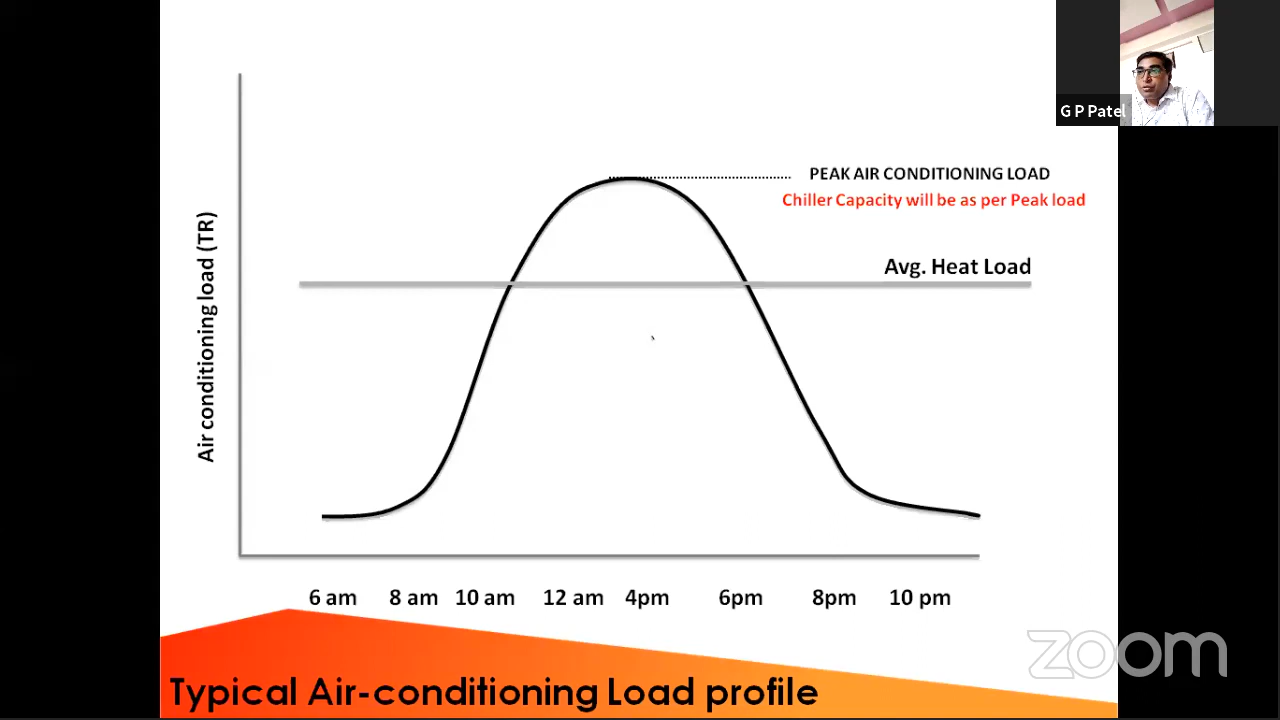 G P Patel
PEAK AIR CONDITIONING LOAD
Chiller Capacity will be as per Peak load
Avg. Heat Load
Air conditioning load (TR)
6 am 8 am 10 am 12 am 4pm 6pm 8pm 10 pm
zoom
Typical Air-conditioning Load profile